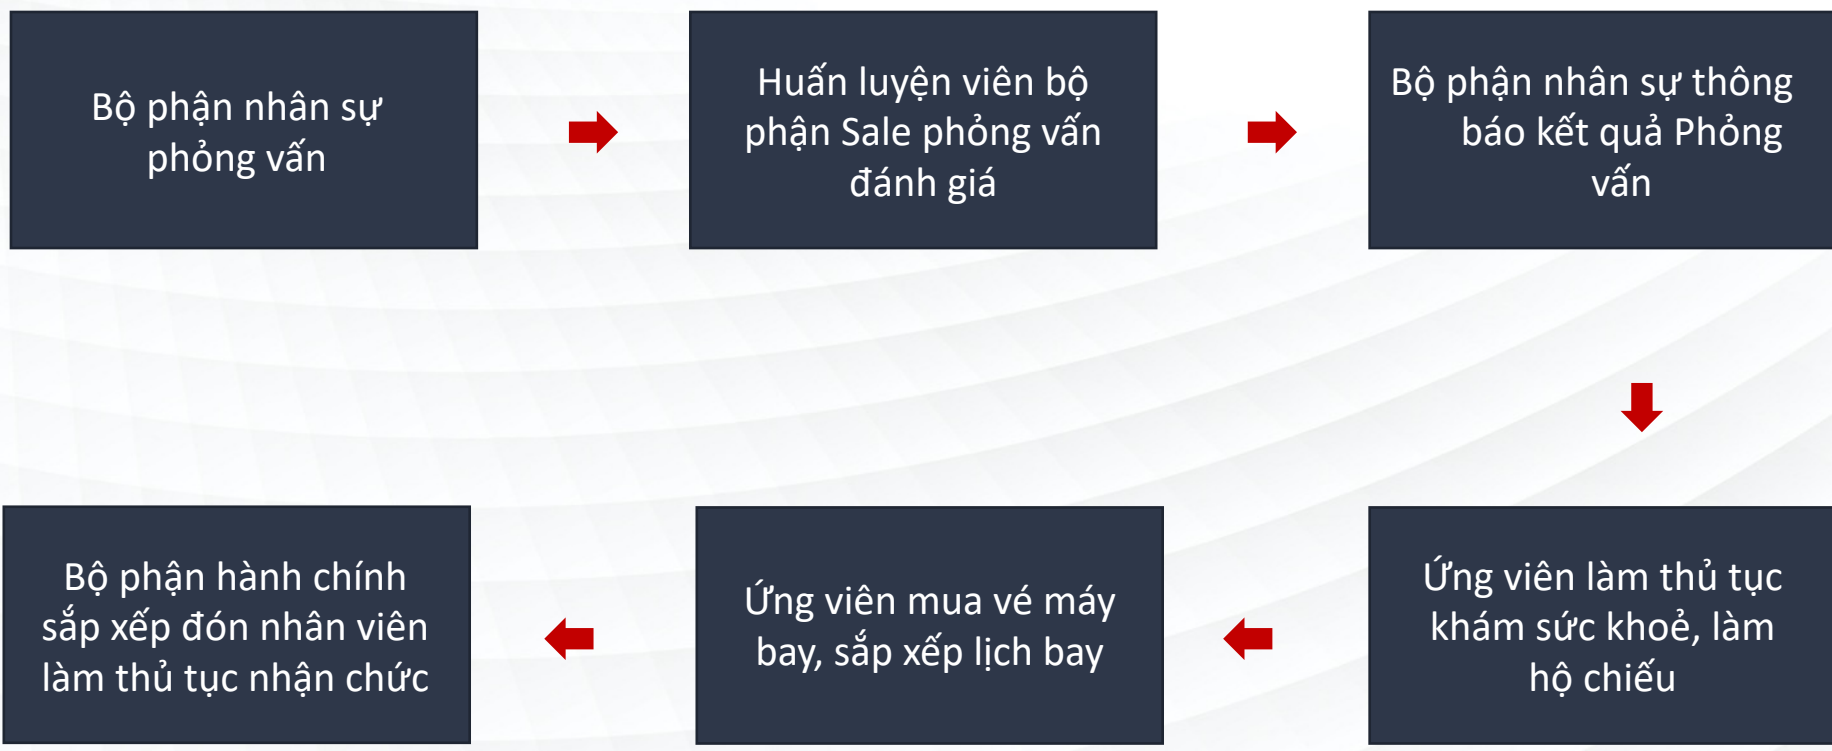 Bộ phận nhân sự
phỏng vấn
Huấn luyện viên bộ
phận Sale phỏng vấn
đánh giá
Bộ phận nhân sự thông
báo kết quả Phỏng
vấn
Ứng viên làm thủ tục
khám sức khoẻ, làm
hộ chiếu
Ứng viên mua vé máy
bay, sắp xếp lịch bay
Bộ phận hành chính
sắp xếp đón nhân viên
làm thủ tục nhận chức